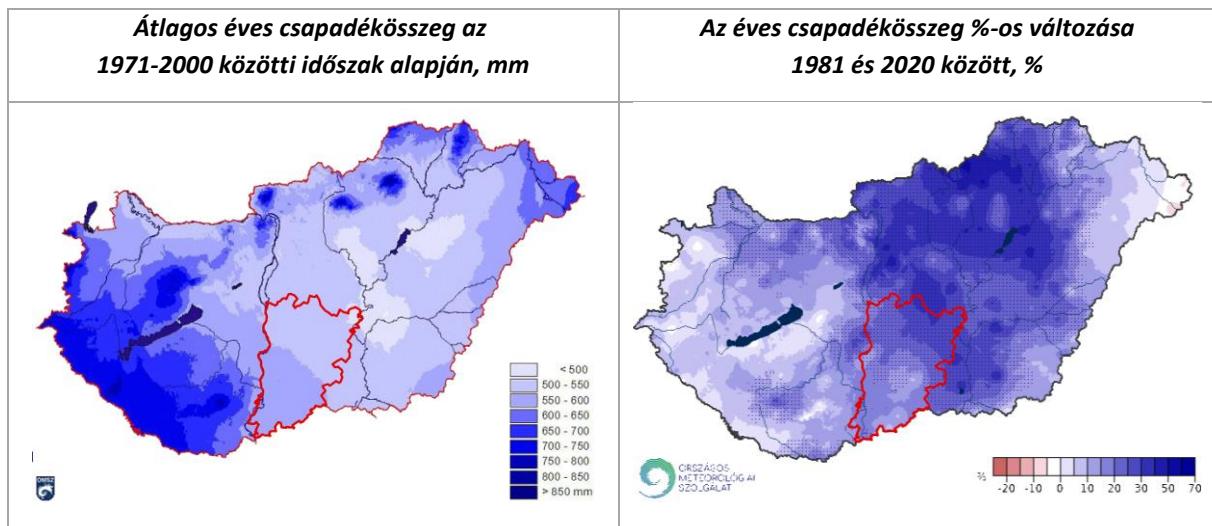 Átlagos éves csapadékösszeg az
1971-2000 közötti időszak alapján, mm
Az éves csapadékösszeg %-os változása
1981 és 2020 között, %
< 500
500 - 550
550 - 600
600 - 650
650 - 700
700 - 750
750 - 800
800 - 850
> 850 mm
OMSZ
ORSZÁGOS
METEOROLÓGIAI
SZOLGÁLAT
% -20 -10 0 10 20 30 50 70